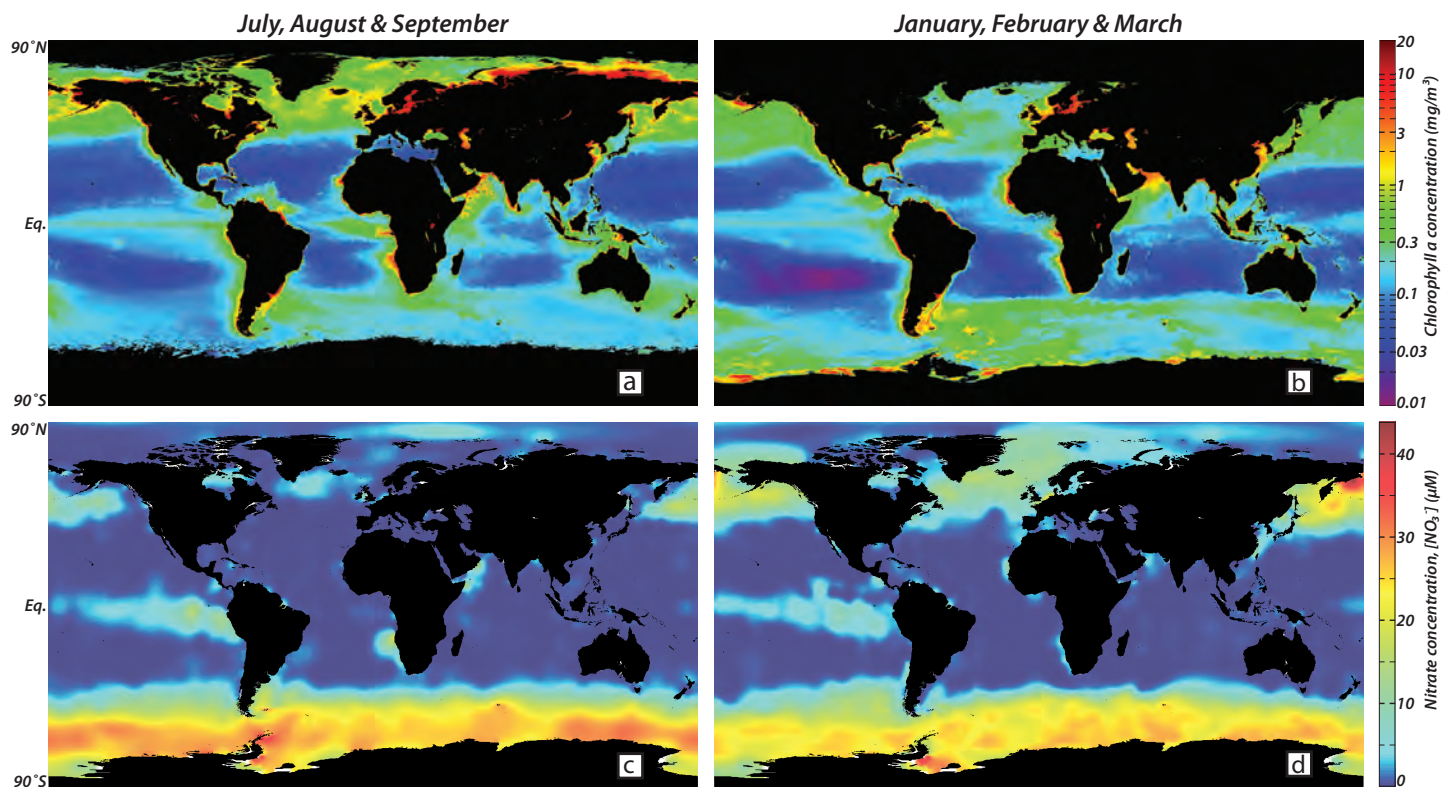 July, August & September
January, February & March
90˚N
Eq.
90˚S
a
b
20
10
3
1
0.3
0.1
0.03
0.01
Chlorophyll a concentration (mg/m³)
90˚N
Eq.
90˚S
c
d
40
30
20
10
0
Nitrate concentration, [NO₃⁻] (µM)